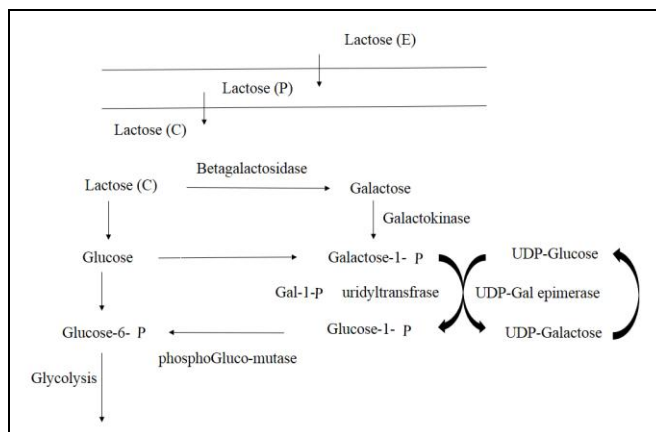 Lactose (E)
Lactose (P)
Lactose (C)
Betagalactosidase
Lactose (C)
Galactose
Galactokinase
Glucose
Galactose-1- P
UDP-Glucose
Gal-1-P uridyltransfrase
UDP-Gal epimerase
Glucose-6- P
Glucose-1- P
UDP-Galactose
phosphoGluco-mutase
Glycolysis